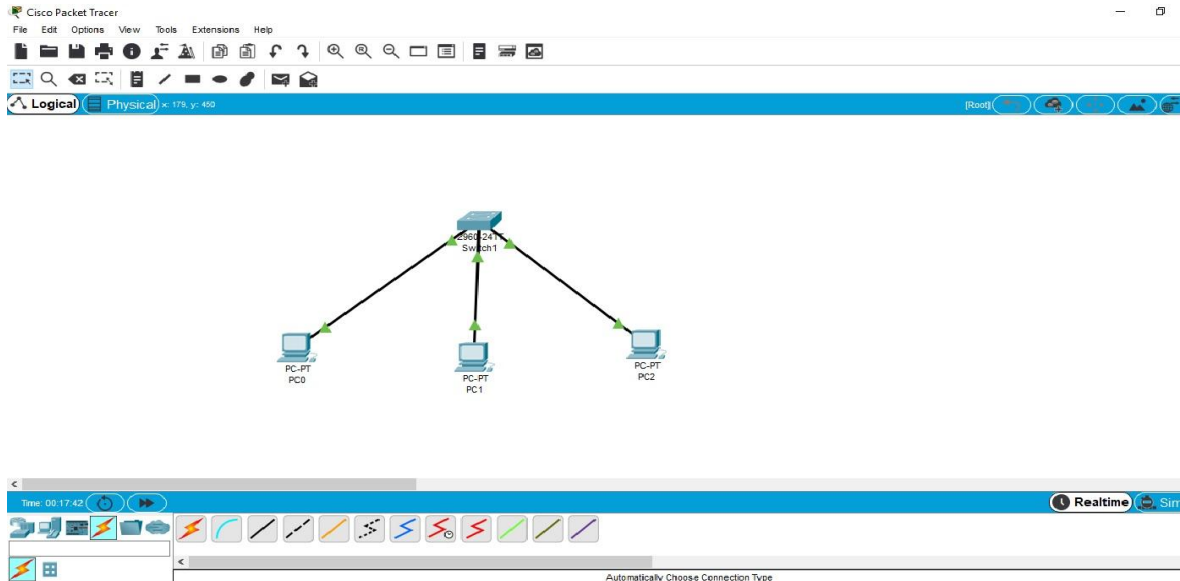 Cisco Packet Tracer
File Edit Options View Tools Extensions Help
Logical Physical x: 179, y: 450 [Root]
2960-24TT
Switch1
PC-PT
PC0
PC-PT
PC1
PC-PT
PC2
Time: 00:17:42 Realtime Sim
Automatically Choose Connection Type